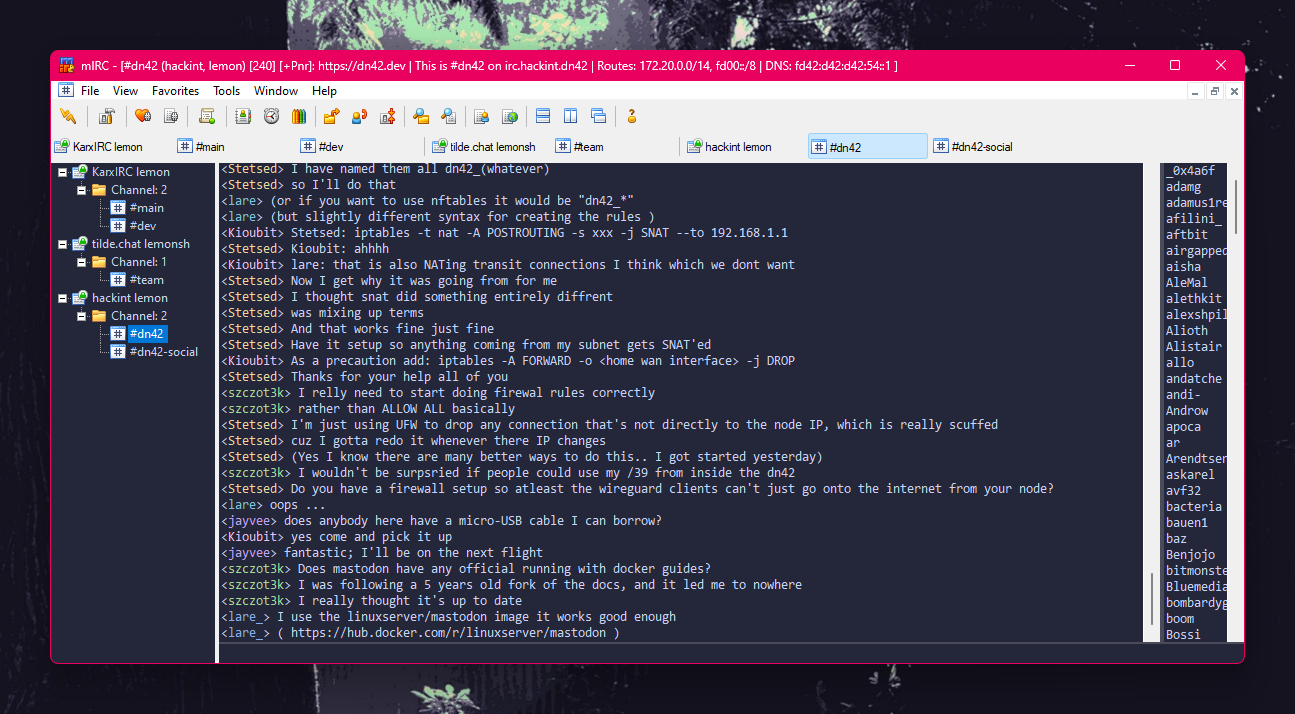 mIRC - [#dn42 (hackint, lemon) [240] [+Pnr]: https://dn42.dev | This is #dn42 on irc.hackint.dn42 | Routes: 172.20.0.0/14, fd00::/8 | DNS: fd42:d42:d42:54::1 ]
File View Favorites Tools Window Help
KarxIRC lemon #main #dev tilde.chat lemonsh #team hackint lemon #dn42 #dn42-social
KarxIRC lemon
Channel: 2
#main
#dev
tilde.chat lemonsh
Channel: 1
#team
hackint lemon
Channel: 2
#dn42
#dn42-social
<Stetsed> I have named them all dn42_(whatever)
<Stetsed> so I'll do that
<lare> (or if you want to use nftables it would be "dn42_*"
<lare> (but slightly different syntax for creating the rules )
<Kioubit> Stetsed: iptables -t nat -A POSTROUTING -s xxx -j SNAT --to 192.168.1.1
<Stetsed> Kioubit: ahhhh
<Kioubit> lare: that is also NATing transit connections I think which we dont want
<Stetsed> Now I get why it was going from for me
<Stetsed> I thought snat did something entirely diffrent
<Stetsed> was mixing up terms
<Stetsed> And that works fine just fine
<Stetsed> Have it setup so anything coming from my subnet gets SNAT'ed
<Kioubit> As a precaution add: iptables -A FORWARD -o <home wan interface> -j DROP
<Stetsed> Thanks for your help all of you
<szczot3k> I relly need to start doing firewal rules correctly
<szczot3k> rather than ALLOW ALL basically
<Stetsed> I'm just using UFW to drop any connection that's not directly to the node IP, which is really scuffed
<Stetsed> cuz I gotta redo it whenever there IP changes
<Stetsed> (Yes I know there are many better ways to do this.. I got started yesterday)
<szczot3k> I wouldn't be surpsried if people could use my /39 from inside the dn42
<Stetsed> Do you have a firewall setup so atleast the wireguard clients can't just go onto the internet from your node?
<lare> oops ...
<jayvee> does anybody here have a micro-USB cable I can borrow?
<Kioubit> yes come and pick it up
<jayvee> fantastic; I'll be on the next flight
<szczot3k> Does mastodon have any official running with docker guides?
<szczot3k> I was following a 5 years old fork of the docs, and it led me to nowhere
<szczot3k> I really thought it's up to date
<lare_> I use the linuxserver/mastodon image it works good enough
<lare_> ( https://hub.docker.com/r/linuxserver/mastodon )
_0x4a6f
adamg
adamus1re
afilini_
aftbit
airgapped
aisha
AleMal
alethkit
alexshpil
Alioth
Alistair
allo
andatche
andi-
Androw
apoca
ar
Arendtsen
askarel
avf32
bacteria
bauen1
baz
Benjojo
bitmonste
Bluemedia
bombardyg
boom
Bossi